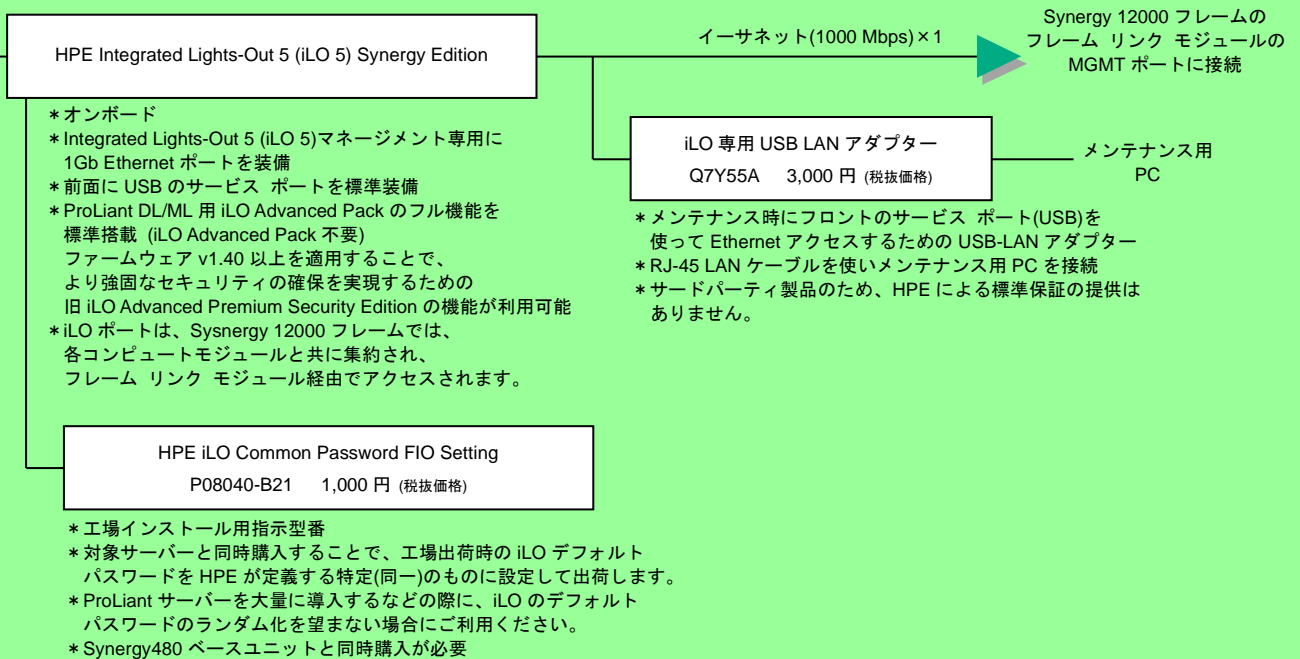 HPE Integrated Lights-Out 5 (iLO 5) Synergy Edition
イーサネット(1000 Mbps)×1
Synergy 12000 フレームの
フレーム リンク モジュールの
MGMT ポートに接続
＊オンボード
＊Integrated Lights-Out 5 (iLO 5)マネージメント専用に
1Gb Ethernet ポートを装備
＊前面に USB のサービス ポートを標準装備
＊ProLiant DL/ML 用 iLO Advanced Pack のフル機能を
標準搭載 (iLO Advanced Pack 不要)
ファームウェア v1.40 以上を適用することで、
より強固なセキュリティの確保を実現するための
旧 iLO Advanced Premium Security Edition の機能が利用可能
＊iLO ポートは、Sysnergy 12000 フレームでは、
各コンピュートモジュールと共に集約され、
フレーム リンク モジュール経由でアクセスされます。
iLO 専用 USB LAN アダプター
Q7Y55A 3,000 円 (税抜価格)
メンテナンス用
PC
＊メンテナンス時にフロントのサービス ポート(USB)を
使って Ethernet アクセスするための USB-LAN アダプター
＊RJ-45 LAN ケーブルを使いメンテナンス用 PC を接続
＊サードパーティ製品のため、HPE による標準保証の提供は
ありません。
HPE iLO Common Password FIO Setting
P08040-B21 1,000 円 (税抜価格)
＊工場インストール用指示型番
＊対象サーバーと同時購入することで、工場出荷時の iLO デフォルト
パスワードを HPE が定義する特定(同一)のものに設定して出荷します。
＊ProLiant サーバーを大量に導入するなどの際に、iLO のデフォルト
パスワードのランダム化を望まない場合にご利用ください。
＊Synergy480 ベースユニットと同時購入が必要